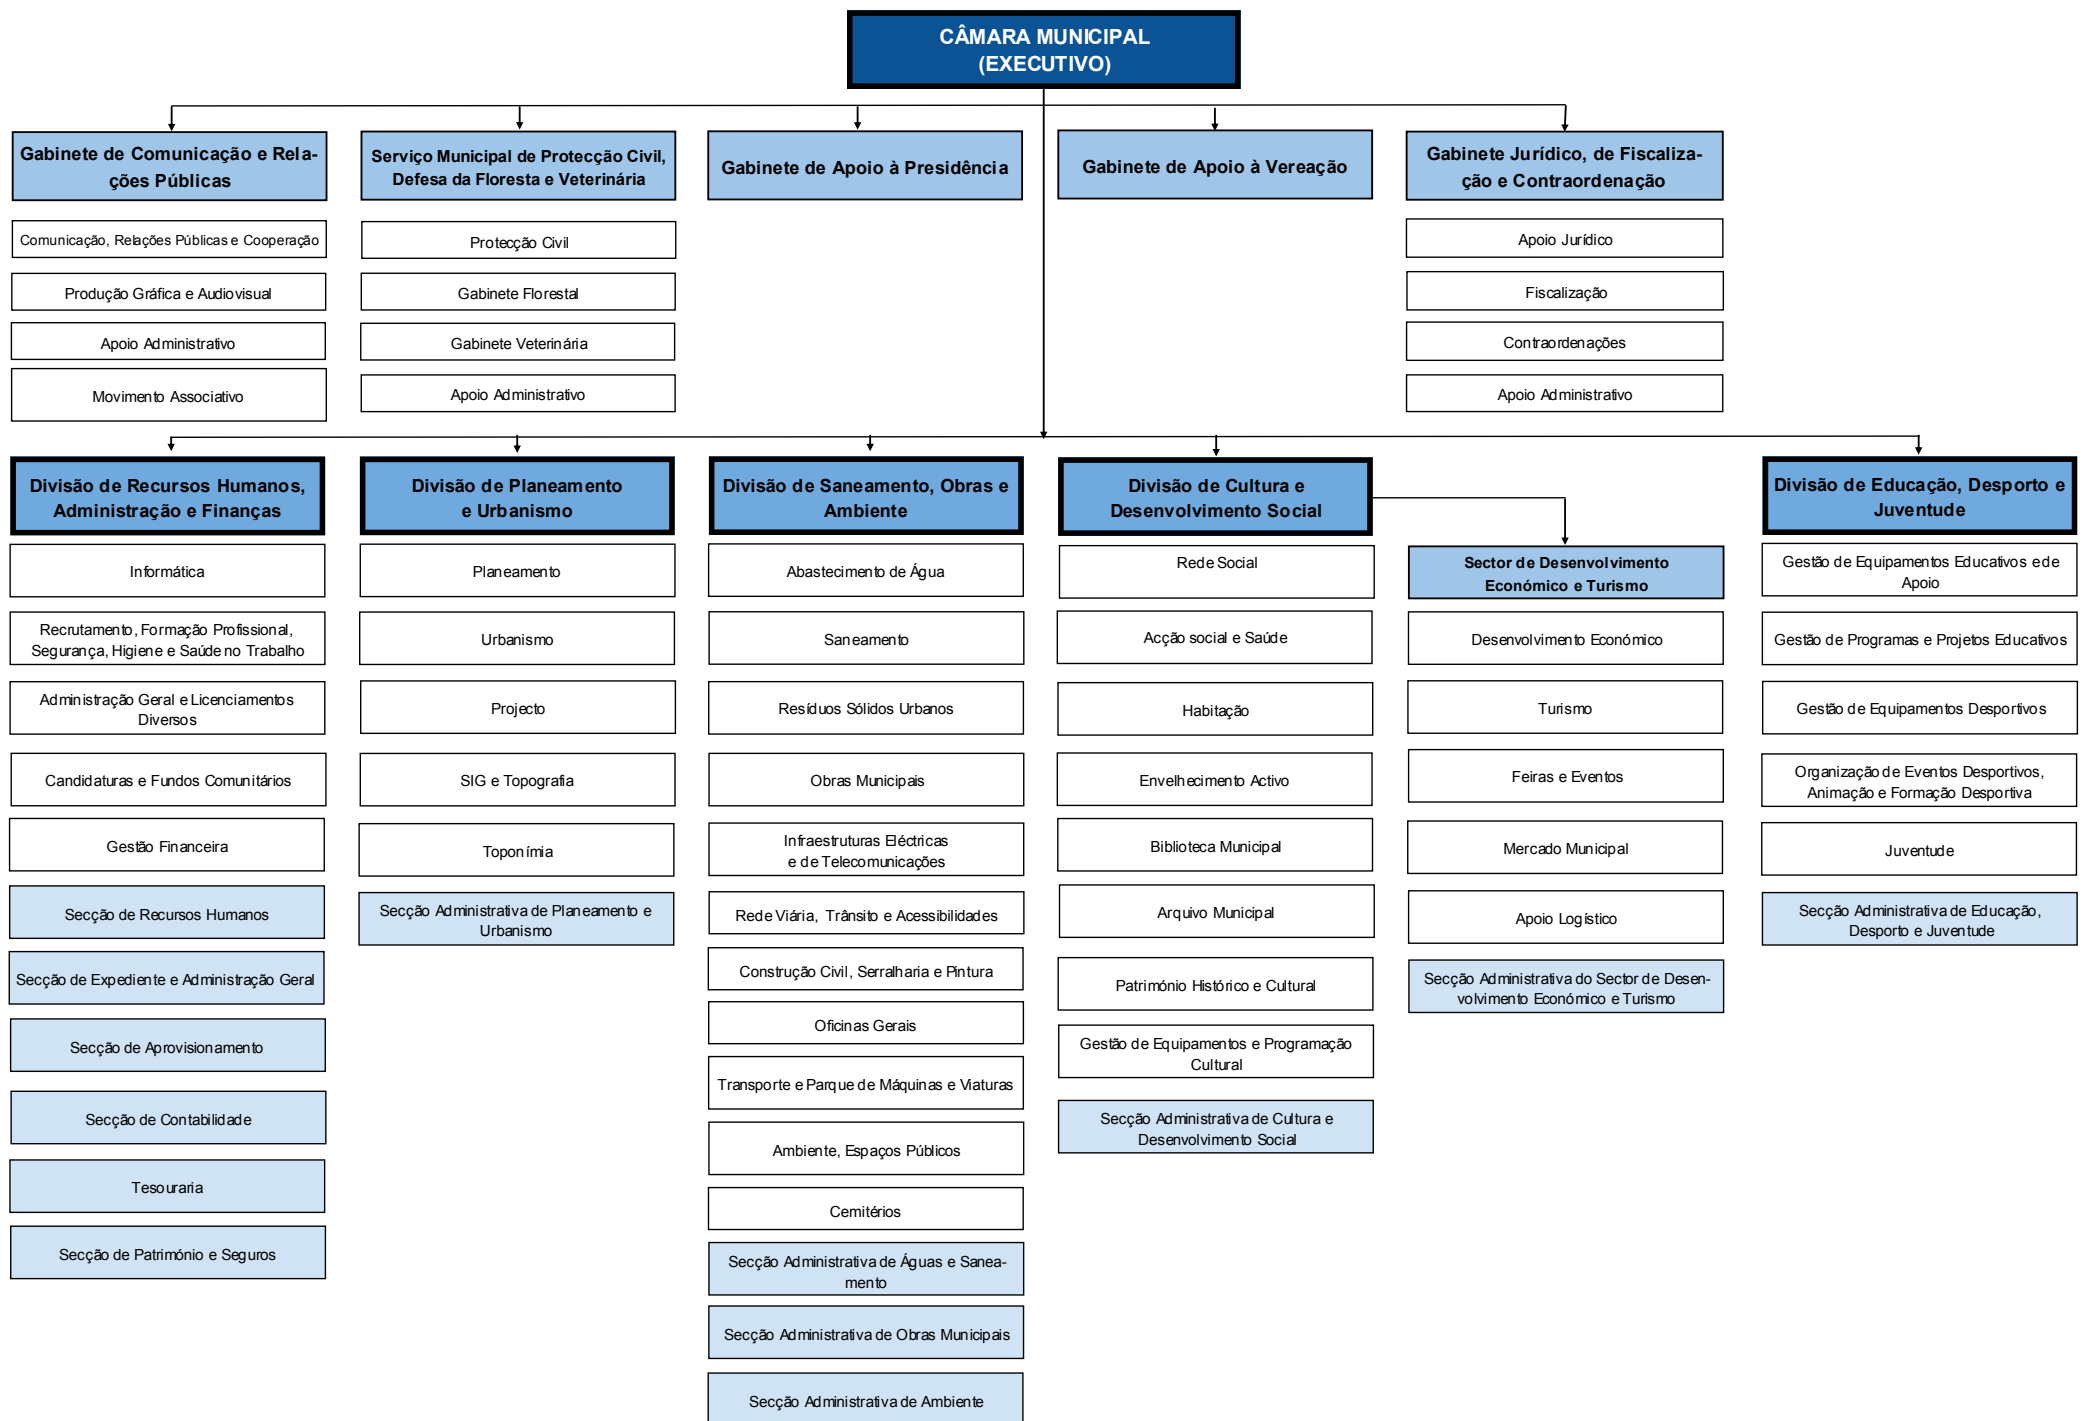 CÂMARA MUNICIPAL
(EXECUTIVO)
Gabinete de Comunicação e Rela-
ções Públicas
Serviço Municipal de Protecção Civil,
Defesa da Floresta e Veterinária
Gabinete de Apoio à Presidência
Gabinete de Apoio à Vereação
Gabinete Jurídico, de Fiscaliza-
ção e Contraordenação
Comunicação, Relações Públicas e Cooperação
Produção Gráfica e Audiovisual
Apoio Administrativo
Movimento Associativo
Protecção Civil
Gabinete Florestal
Gabinete Veterinária
Apoio Administrativo
Apoio Jurídico
Fiscalização
Contraordenações
Apoio Administrativo
Divisão de Recursos Humanos,
Administração e Finanças
Informática
Recrutamento, Formação Profissional,
Segurança, Higiene e Saúde no Trabalho
Administração Geral e Licenciamentos
Diversos
Candidaturas e Fundos Comunitários
Gestão Financeira
Secção de Recursos Humanos
Secção de Expediente e Administração Geral
Secção de Aprovisionamento
Secção de Contabilidade
Tesouraria
Secção de Património e Seguros
Divisão de Planeamento
e Urbanismo
Planeamento
Urbanismo
Projecto
SIG e Topografia
Toponímia
Secção Administrativa de Planeamento e
Urbanismo
Divisão de Saneamento, Obras e
Ambiente
Abastecimento de Água
Saneamento
Resíduos Sólidos Urbanos
Obras Municipais
Infraestruturas Eléctricas
e de Telecomunicações
Rede Viária, Trânsito e Acessibilidades
Construção Civil, Serralharia e Pintura
Oficinas Gerais
Transporte e Parque de Máquinas e Viaturas
Ambiente, Espaços Públicos
Cemitérios
Secção Administrativa de Águas e Sanea-
mento
Secção Administrativa de Obras Municipais
Secção Administrativa de Ambiente
Divisão de Cultura e
Desenvolvimento Social
Rede Social
Acção social e Saúde
Habitação
Envelhecimento Activo
Biblioteca Municipal
Arquivo Municipal
Património Histórico e Cultural
Gestão de Equipamentos e Programação
Cultural
Secção Administrativa de Cultura e
Desenvolvimento Social
Sector de Desenvolvimento
Económico e Turismo
Desenvolvimento Económico
Turismo
Feiras e Eventos
Mercado Municipal
Apoio Logístico
Secção Administrativa do Sector de Desen-
volvimento Económico e Turismo
Divisão de Educação, Desporto e
Juventude
Gestão de Equipamentos Educativos e de
Apoio
Gestão de Programas e Projetos Educativos
Gestão de Equipamentos Desportivos
Organização de Eventos Desportivos,
Animação e Formação Desportiva
Juventude
Secção Administrativa de Educação,
Desporto e Juventude